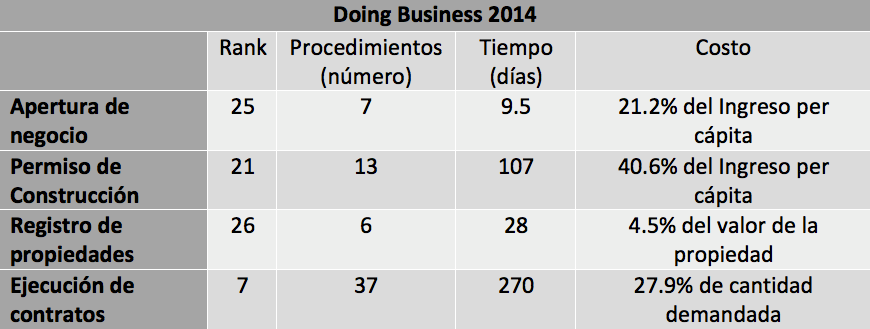 Doing Business 2014
Rank Procedimientos (número) Tiempo (días) Costo
Apertura de negocio 25 7 9.5 21.2% del Ingreso per cápita
Permiso de Construcción 21 13 107 40.6% del Ingreso per cápita
Registro de propiedades 26 6 28 4.5% del valor de la propiedad
Ejecución de contratos 7 37 270 27.9% de cantidad demandada